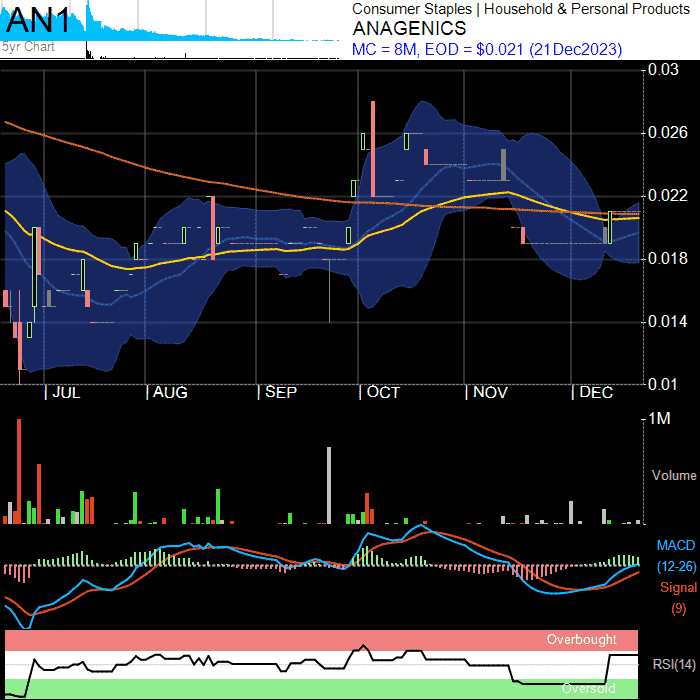 AN1
5yr Chart
Consumer Staples | Household & Personal Products
ANAGENICS
MC = 8M, EOD = $0.021 (21Dec2023)
0.03
0.026
0.022
0.018
0.014
0.01
JUL AUG SEP OCT NOV DEC
1M
Volume
MACD
(12-26)
Signal
(9)
Overbought
RSI(14)
Oversold